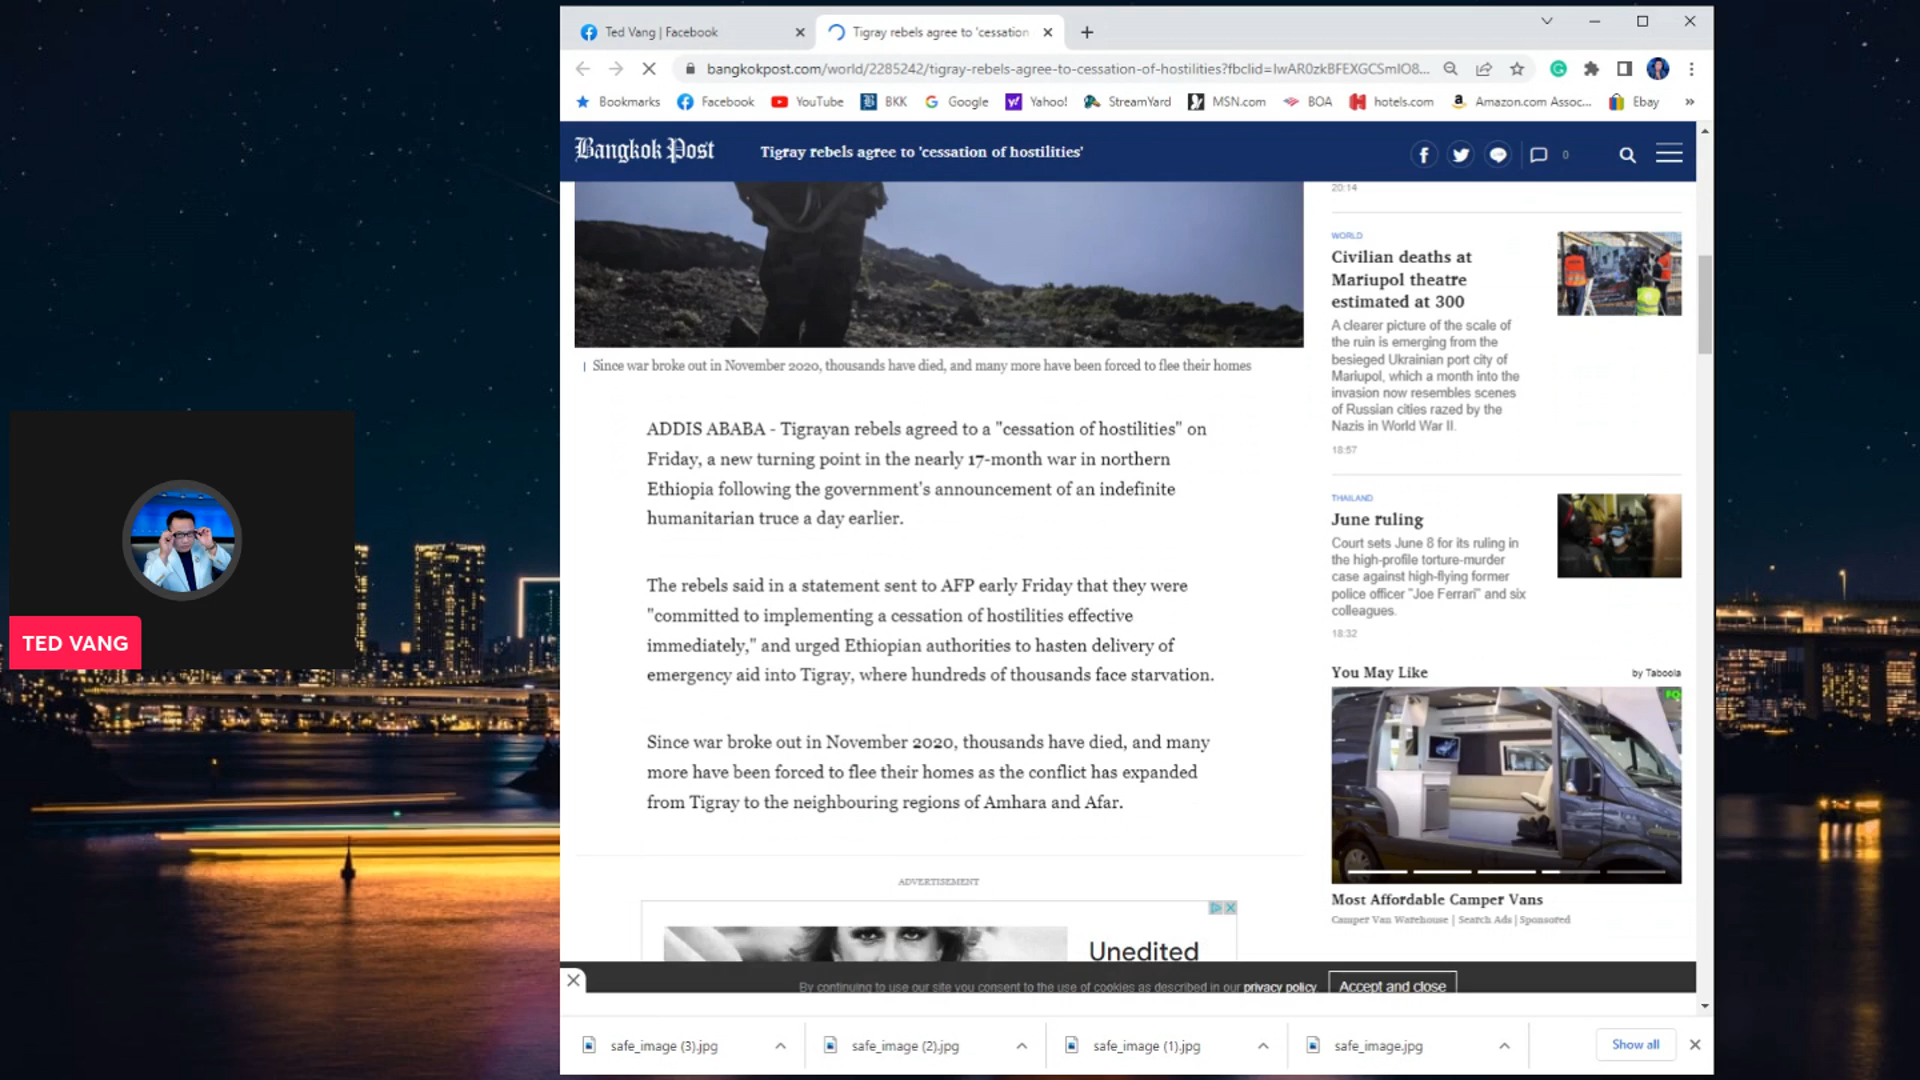 Ted Vang | Facebook
Tigray rebels agree to 'cessation
bangkokpost.com/world/2285242/tigray-rebels-agree-to-cessation-of-hostilities?fbclid=IwAR0zkBFEXGCSmIO8...
Bookmarks
Facebook
YouTube
BKK
Google
Yahoo!
StreamYard
MSN.com
BOA
hotels.com
Amazon.com Assoc...
Ebay
»
Bangkok Post
Tigray rebels agree to 'cessation of hostilities'
0
Since war broke out in November 2020, thousands have died, and many more have been forced to flee their homes
ADDIS ABABA - Tigrayan rebels agreed to a "cessation of hostilities" on
Friday, a new turning point in the nearly 17-month war in northern
Ethiopia following the government's announcement of an indefinite
humanitarian truce a day earlier.
The rebels said in a statement sent to AFP early Friday that they were
"committed to implementing a cessation of hostilities effective
immediately," and urged Ethiopian authorities to hasten delivery of
emergency aid into Tigray, where hundreds of thousands face starvation.
Since war broke out in November 2020, thousands have died, and many
more have been forced to flee their homes as the conflict has expanded
from Tigray to the neighbouring regions of Amhara and Afar.
ADVERTISEMENT
Unedited
20:14
WORLD
Civilian deaths at
Mariupol theatre
estimated at 300
A clearer picture of the scale of
the ruin is emerging from the
besieged Ukrainian port city of
Mariupol, which a month into the
invasion now resembles scenes
of Russian cities razed by the
Nazis in World War II.
18:57
THAILAND
June ruling
Court sets June 8 for its ruling in
the high-profile torture-murder
case against high-flying former
police officer "Joe Ferrari" and six
colleagues.
18:32
You May Like
by Taboola
Most Affordable Camper Vans
Camper Van Warehouse | Search Ads | Sponsored
By continuing to use our site you consent to the use of cookies as described in our privacy policy.
Accept and close
safe_image (3).jpg
safe_image (2).jpg
safe_image (1).jpg
safe_image.jpg
Show all
TED VANG